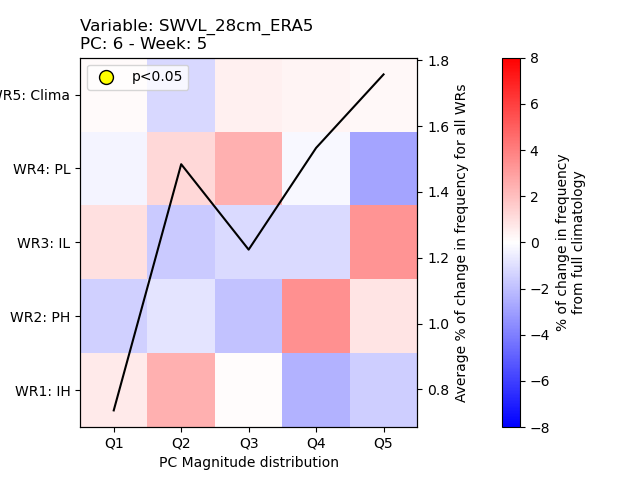 Variable: SWVL_28cm_ERA5
PC: 6 - Week: 5
p<0.05
WR5: Clima
WR4: PL
WR3: IL
WR2: PH
WR1: IH
Q1 Q2 Q3 Q4 Q5
PC Magnitude distribution
1.8
1.6
1.4
1.2
1.0
0.8
Average % of change in frequency for all WRs
8
6
4
2
0
−2
−4
−6
−8
% of change in frequency
from full climatology